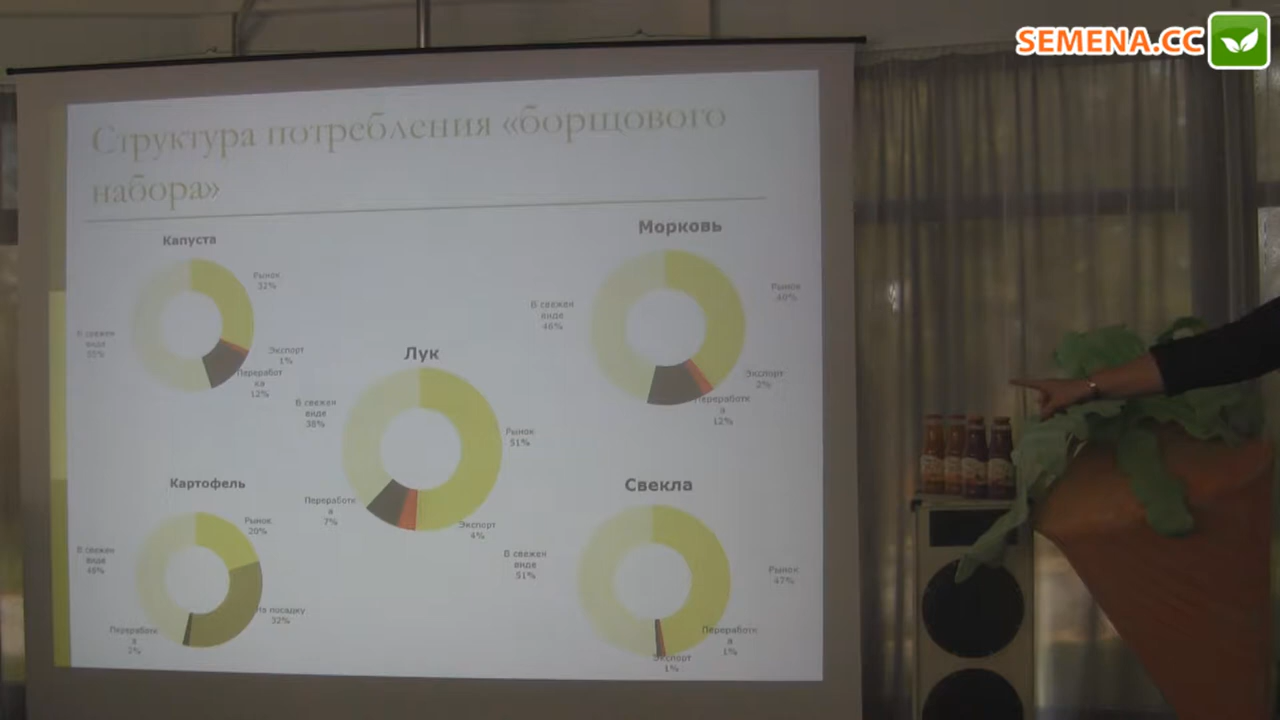 SEMENA.CC
Структура потребления «борщового
набора»
Капуста
Рынок
32%
Экспорт
1%
Переработ
ка
12%
В свежем
виде
55%
Морковь
Рынок
40%
Экспорт
2%
Переработк
а
12%
В свежем
виде
46%
Лук
Рынок
51%
Экспорт
4%
Переработк
а
7%
В свежем
виде
38%
Картофель
Рынок
20%
На посадку
32%
Переработк
а
2%
В свежем
виде
46%
Свекла
Рынок
47%
Переработк
а
1%
Экспорт
1%
В свежем
виде
51%